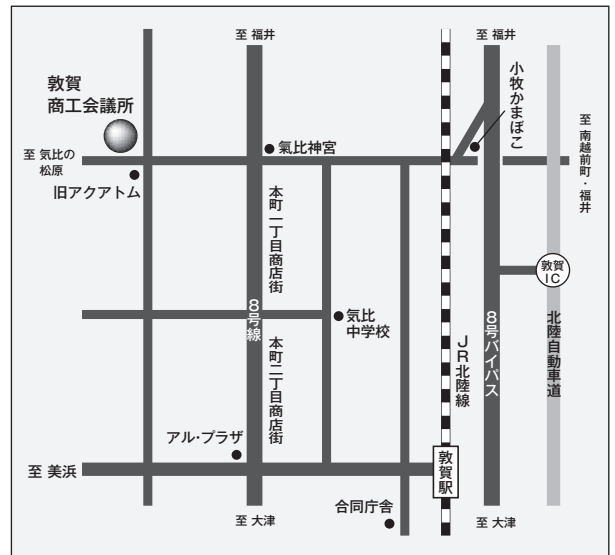 至 福井
至 福井
敦賀
商工会議所
小牧かまぼこ
至 気比の
松原
氣比神宮
至 南越前町・福井
旧アクアトム
本町一丁目商店街
敦賀
IC
8号線
気比
中学校
8号バイパス
北陸自動車道
JR北陸線
本町二丁目商店街
アル・プラザ
至 美浜
敦賀駅
合同庁舎
至 大津
至 大津